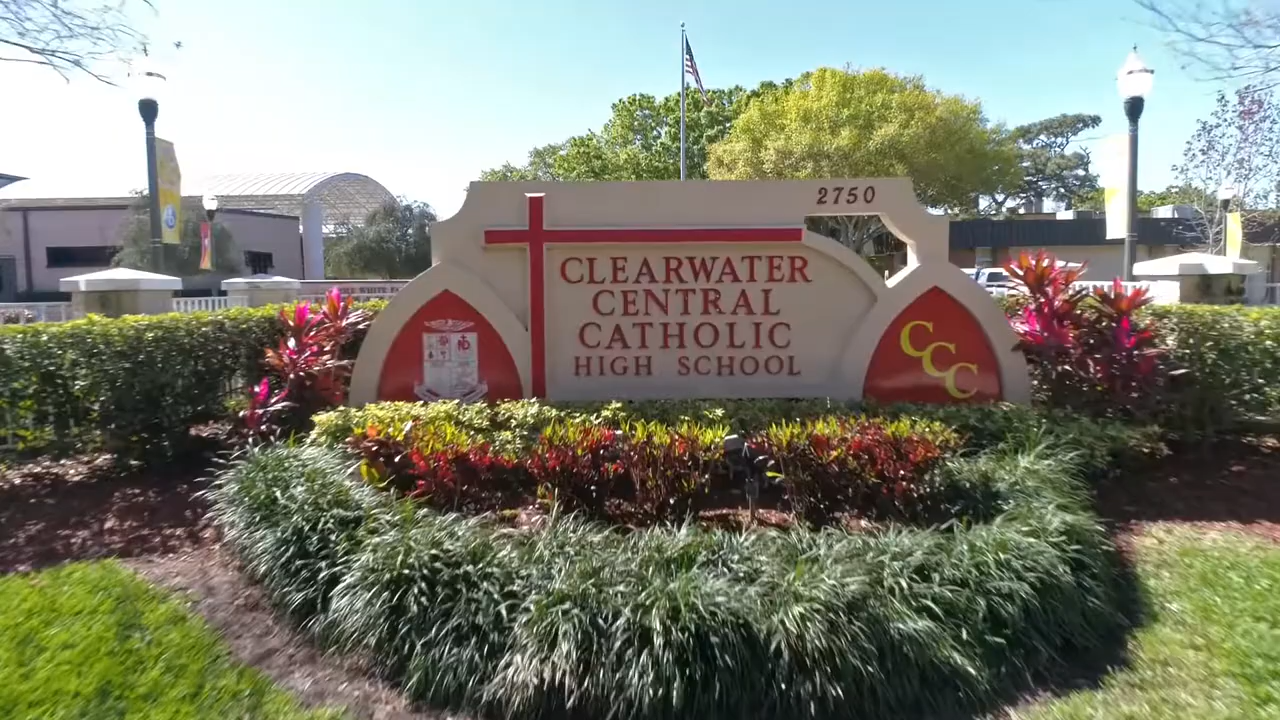 2750
CLEARWATER
CENTRAL
CATHOLIC
HIGH SCHOOL
CCC